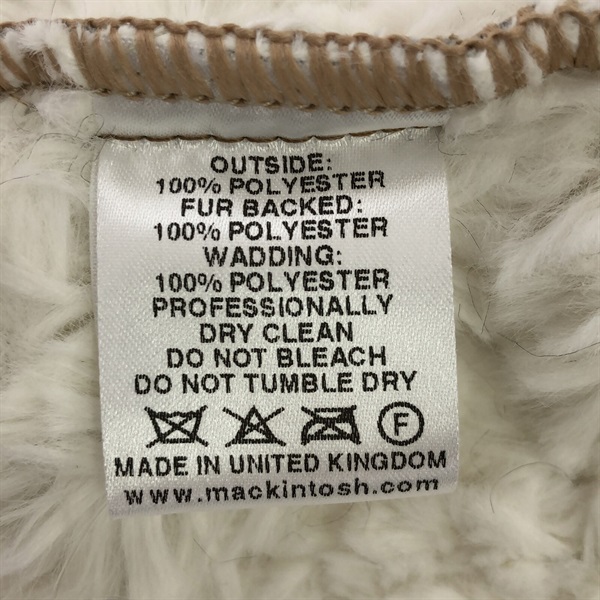 OUTSIDE:
100% POLYESTER
FUR BACKED:
100% POLYESTER
WADDING:
100% POLYESTER
PROFESSIONALLY
DRY CLEAN
DO NOT BLEACH
DO NOT TUMBLE DRY
F
MADE IN UNITED KINGDOM
www.mackintosh.com